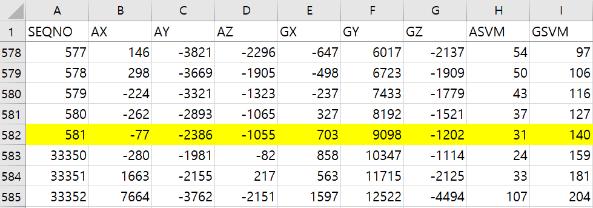 A B C D E F G H I
1 SEQNO AX AY AZ GX GY GZ ASVM GSVM
578 577 146 -3821 -2296 -647 6017 -2137 54 97
579 578 298 -3669 -1905 -498 6723 -1909 50 106
580 579 -224 -3321 -1323 -237 7433 -1779 43 116
581 580 -262 -2893 -1065 327 8192 -1521 37 127
582 581 -77 -2386 -1055 703 9098 -1202 31 140
583 33350 -280 -1981 -82 858 10347 -1114 24 159
584 33351 1663 -2155 217 563 11715 -2125 33 181
585 33352 7664 -3762 -2151 1597 12522 -4494 107 204